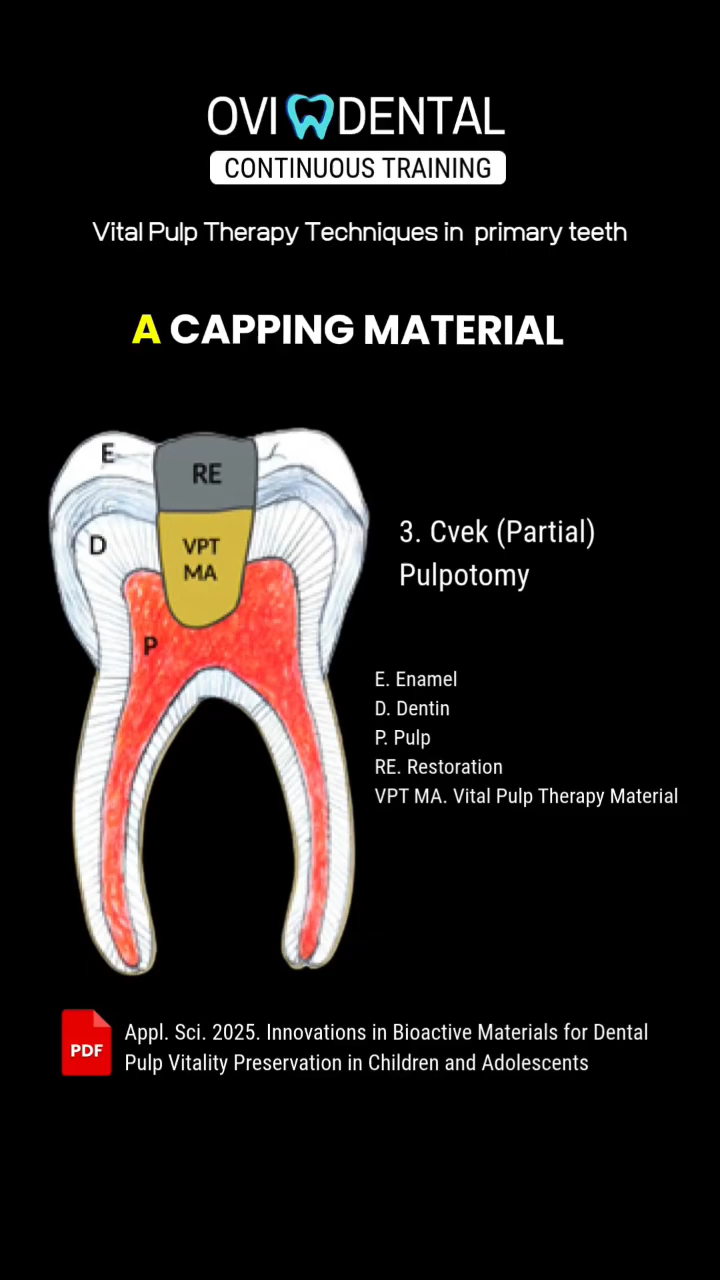 OVI DENTAL
CONTINUOUS TRAINING
Vital Pulp Therapy Techniques in primary teeth
A CAPPING MATERIAL
E
RE
D
VPT
MA
P
3. Cvek (Partial)
Pulpotomy
E. Enamel
D. Dentin
P. Pulp
RE. Restoration
VPT MA. Vital Pulp Therapy Material
PDF
Appl. Sci. 2025. Innovations in Bioactive Materials for Dental
Pulp Vitality Preservation in Children and Adolescents